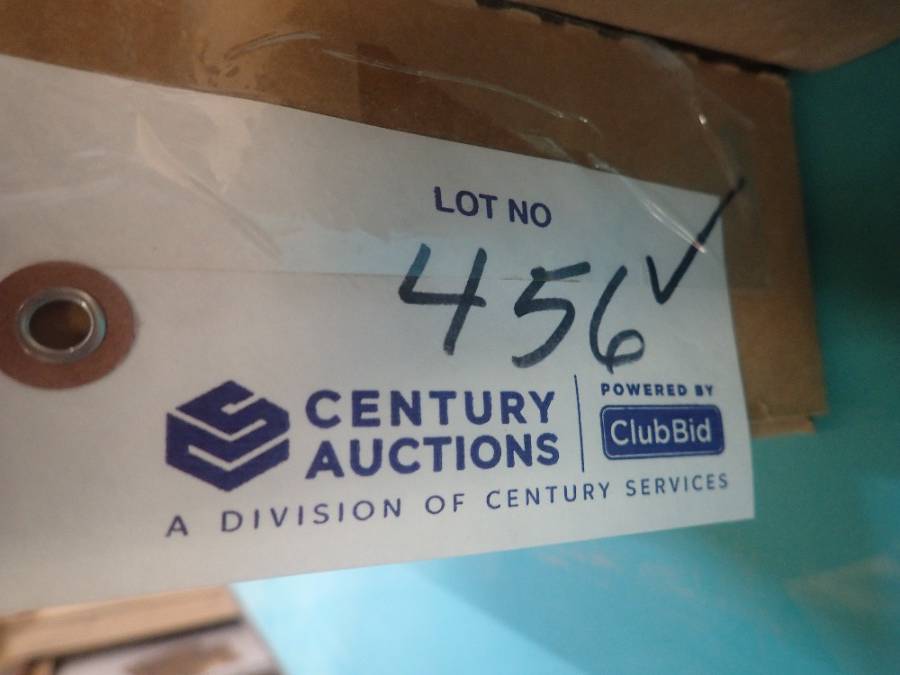 LOT NO
456✓
CENTURY AUCTIONS
POWERED BY
ClubBid
A DIVISION OF CENTURY SERVICES